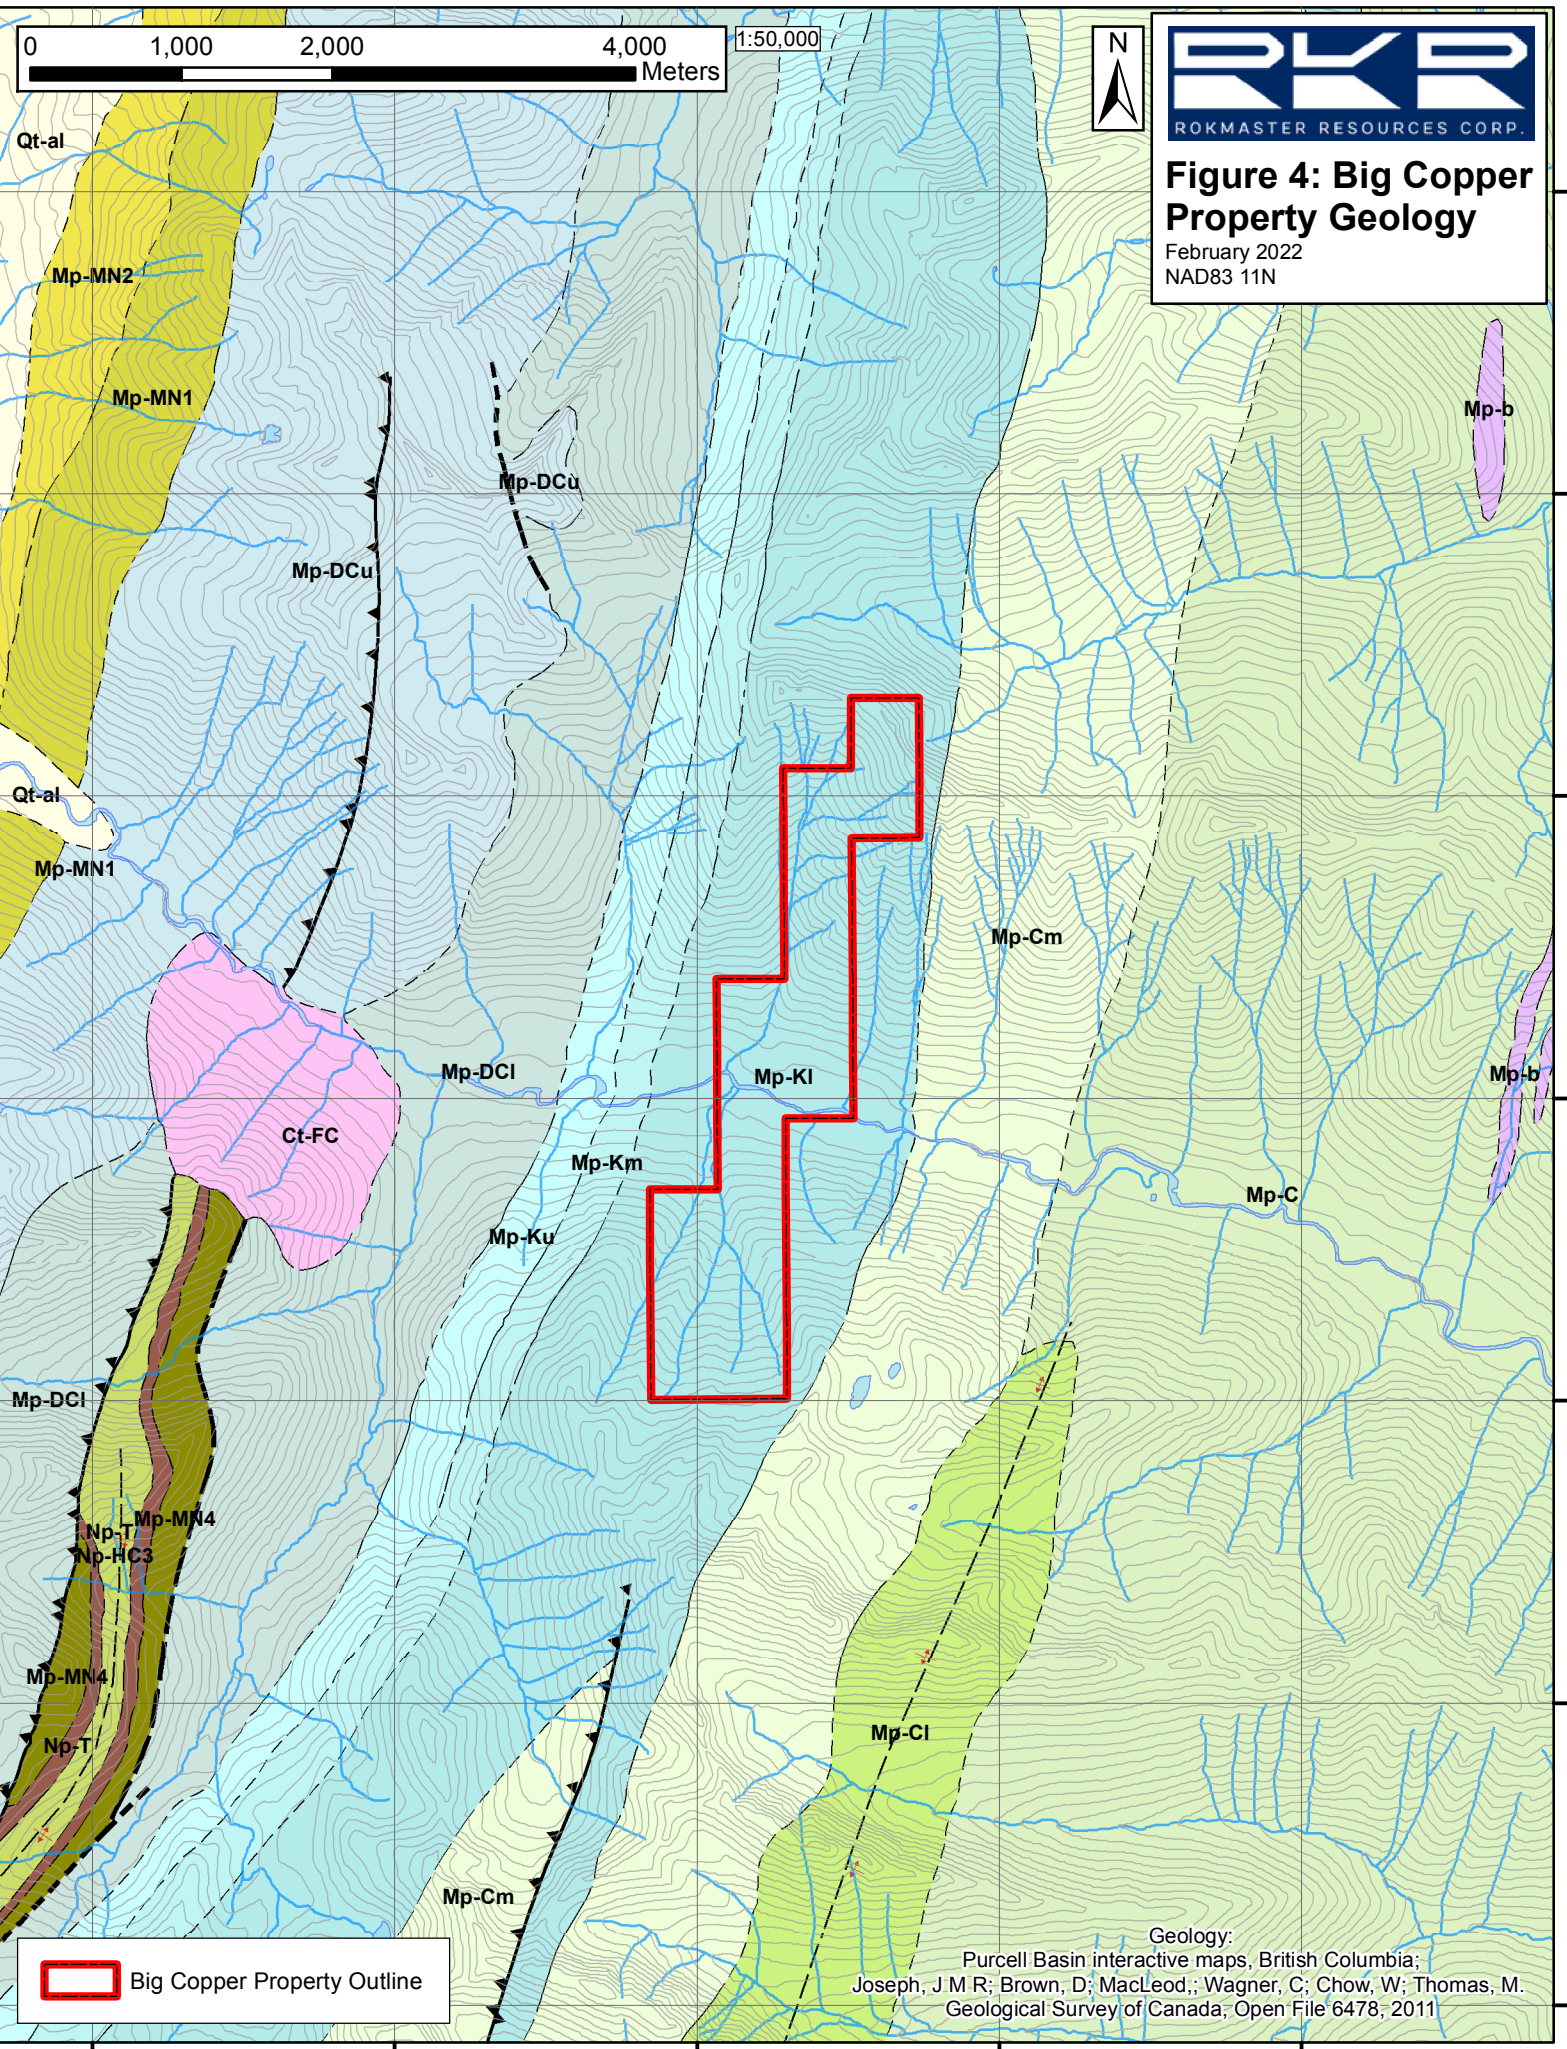 0 1,000 2,000 4,000
Meters
1:50,000
N
RKR
ROKMASTER RESOURCES CORP.
Figure 4: Big Copper
Property Geology
February 2022
NAD83 11N
Qt-al
Mp-MN2
Mp-MN1
Mp-b
Mp-DCu
Mp-DCu
Qt-al
Mp-MN1
Mp-Cm
Mp-DCl
Mp-Kl
Mp-b
Ct-FC
Mp-Km
Mp-C
Mp-Ku
Mp-DCl
Mp-MN4
Np-T
Np-HC3
Mp-MN4
Np-T
Mp-Cl
Mp-Cm
Big Copper Property Outline
Geology:
Purcell Basin interactive maps, British Columbia;
Joseph, J M R; Brown, D; MacLeod,; Wagner, C; Chow, W; Thomas, M.
Geological Survey of Canada, Open File 6478, 2011